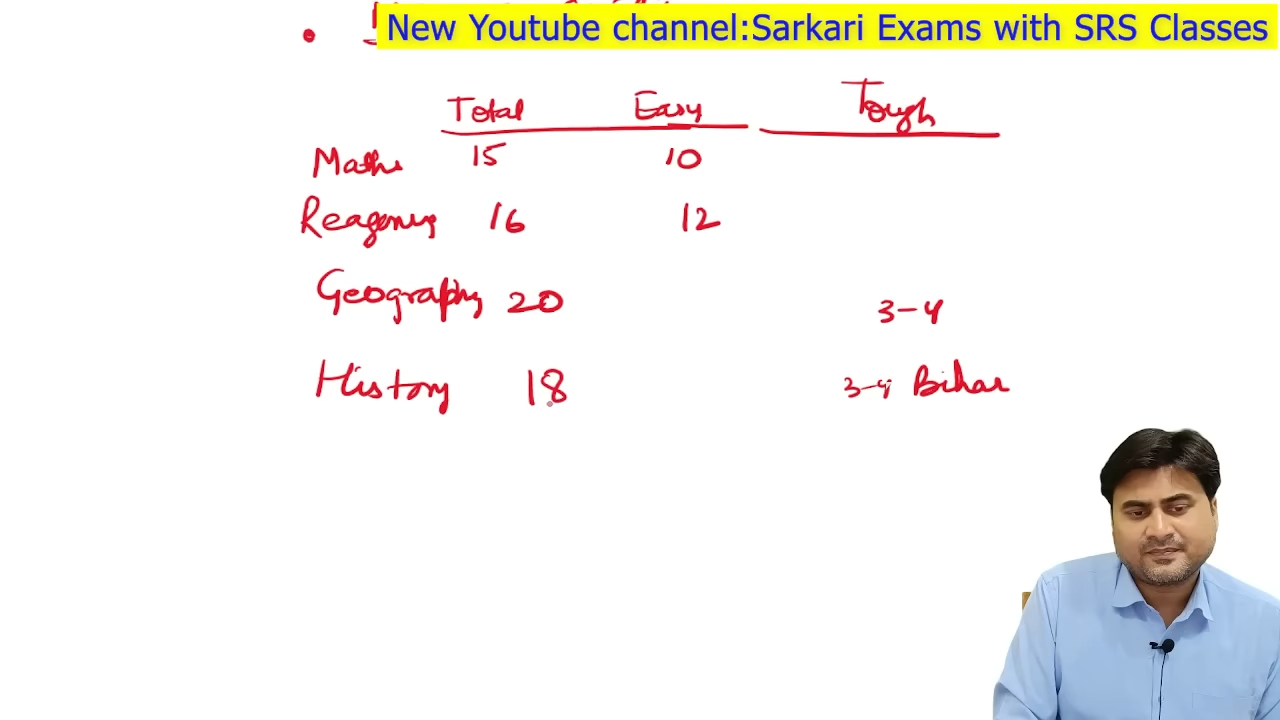 New Youtube channel:Sarkari Exams with SRS Classes
Total Easy Tough
Maths 15 10
Reasoning 16 12
Geography 20 3-4
History 18 3-4 Bihar